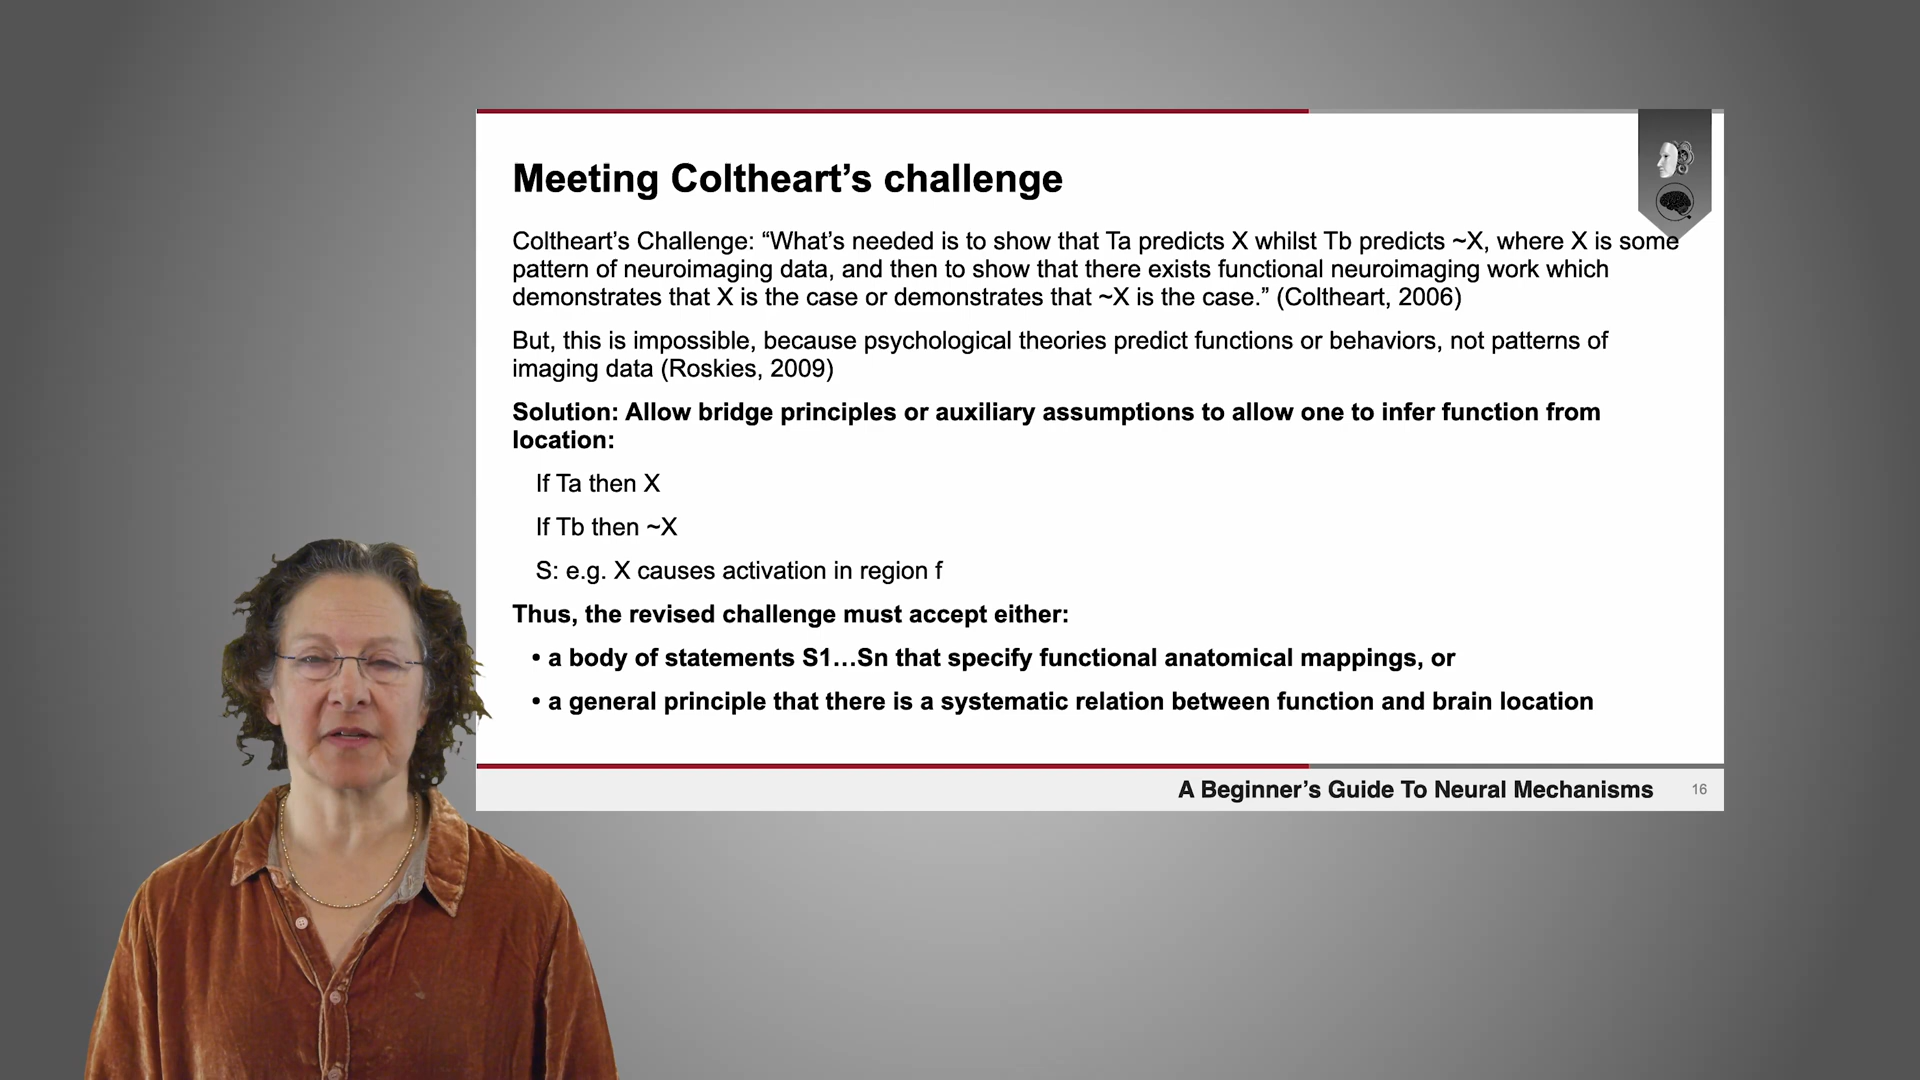 Meeting Coltheart’s challenge
Coltheart’s Challenge: “What’s needed is to show that Ta predicts X whilst Tb predicts ~X, where X is some
pattern of neuroimaging data, and then to show that there exists functional neuroimaging work which
demonstrates that X is the case or demonstrates that ~X is the case.” (Coltheart, 2006)
But, this is impossible, because psychological theories predict functions or behaviors, not patterns of
imaging data (Roskies, 2009)
Solution: Allow bridge principles or auxiliary assumptions to allow one to infer function from
location:
If Ta then X
If Tb then ~X
S: e.g. X causes activation in region f
Thus, the revised challenge must accept either:
• a body of statements S1…Sn that specify functional anatomical mappings, or
• a general principle that there is a systematic relation between function and brain location
A Beginner’s Guide To Neural Mechanisms 16